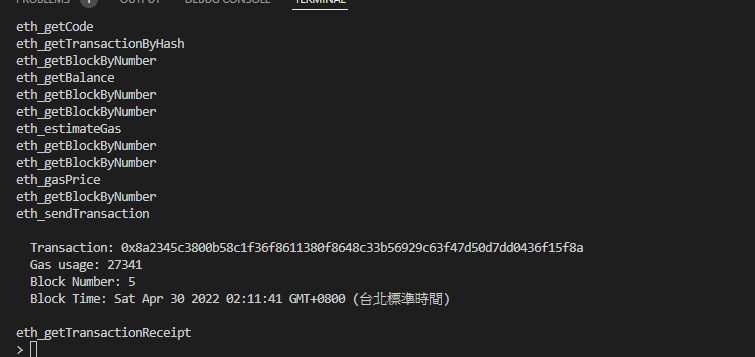 PROBLEMS 1 OUTPUT DEBUG CONSOLE TERMINAL
eth_getCode
eth_getTransactionByHash
eth_getBlockByNumber
eth_getBalance
eth_getBlockByNumber
eth_getBlockByNumber
eth_estimateGas
eth_getBlockByNumber
eth_getBlockByNumber
eth_gasPrice
eth_getBlockByNumber
eth_sendTransaction
Transaction: 0x8a2345c3800b58c1f36f8611380f8648c33b56929c63f47d50d7dd0436f15f8a
Gas usage: 27341
Block Number: 5
Block Time: Sat Apr 30 2022 02:11:41 GMT+0800 (台北標準時間)
eth_getTransactionReceipt
>